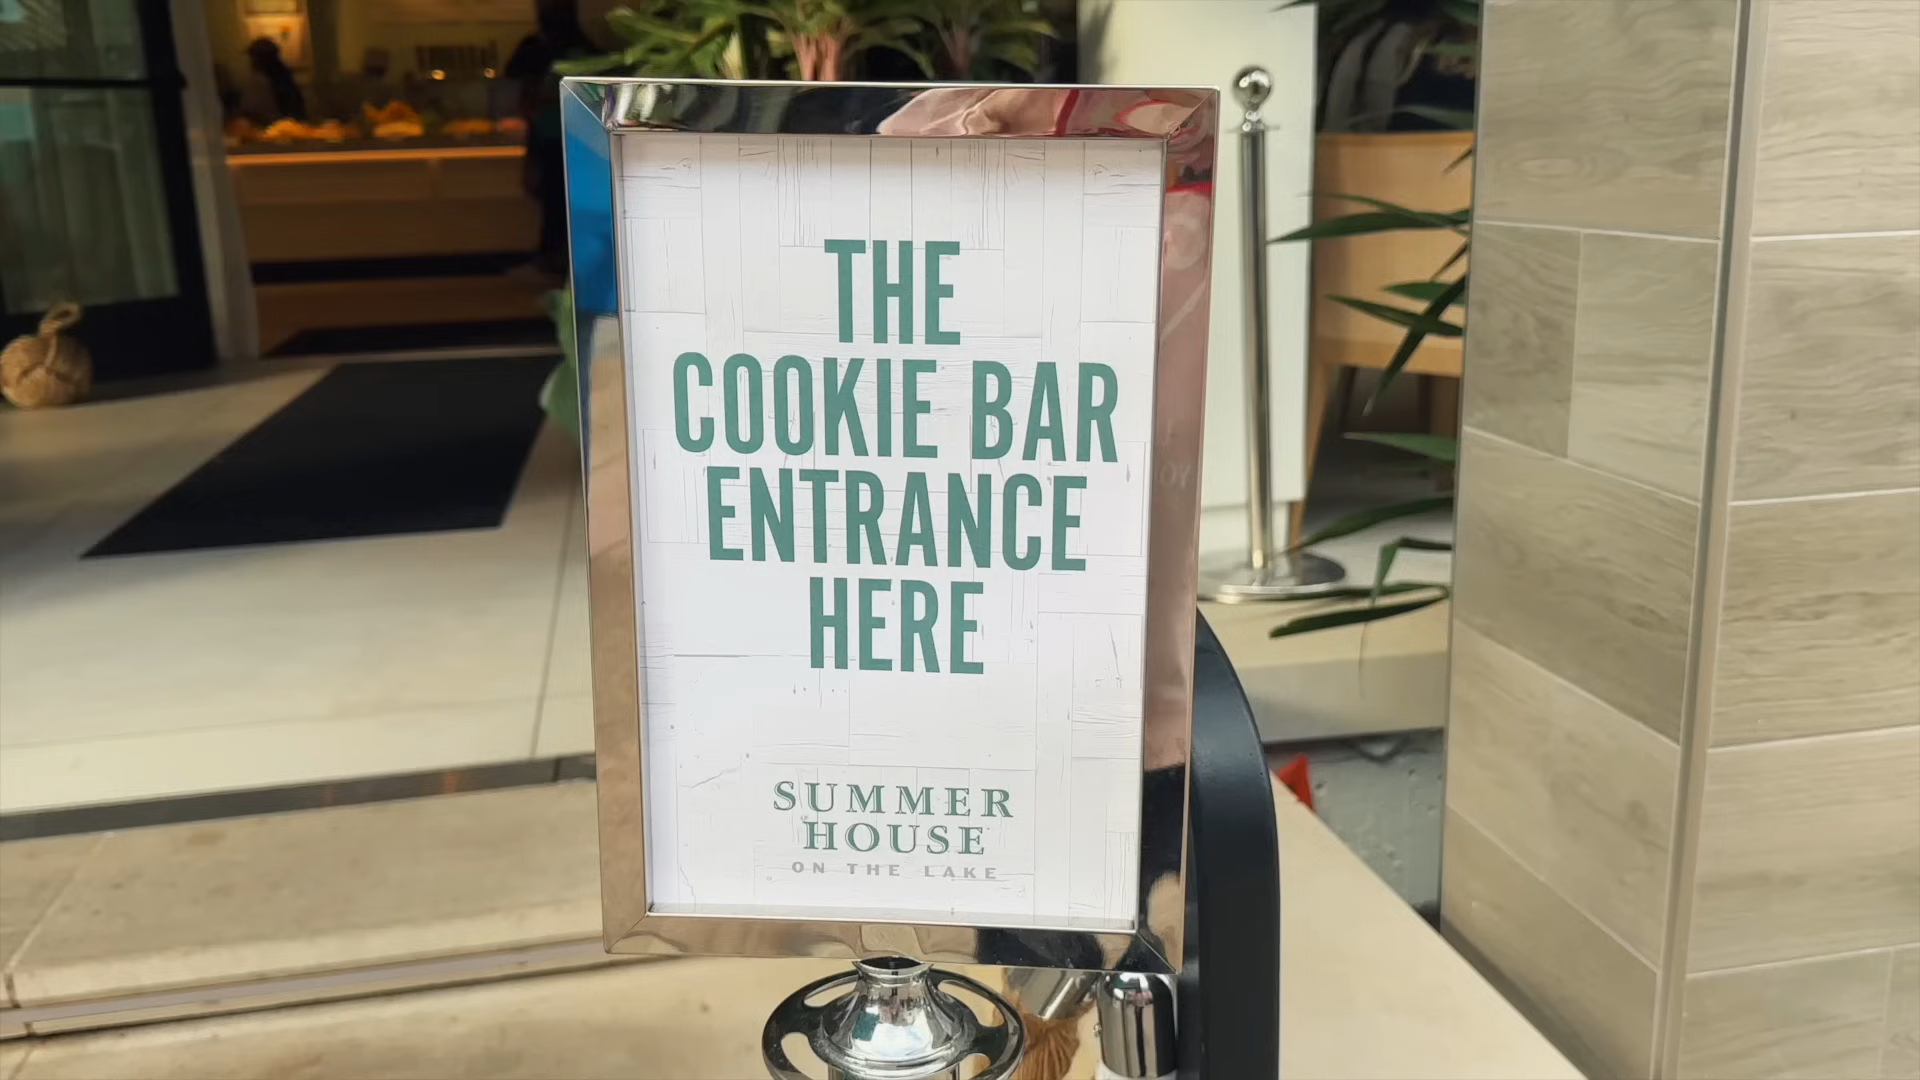 THE
COOKIE BAR
ENTRANCE
HERE
SUMMER
HOUSE
ON THE LAKE